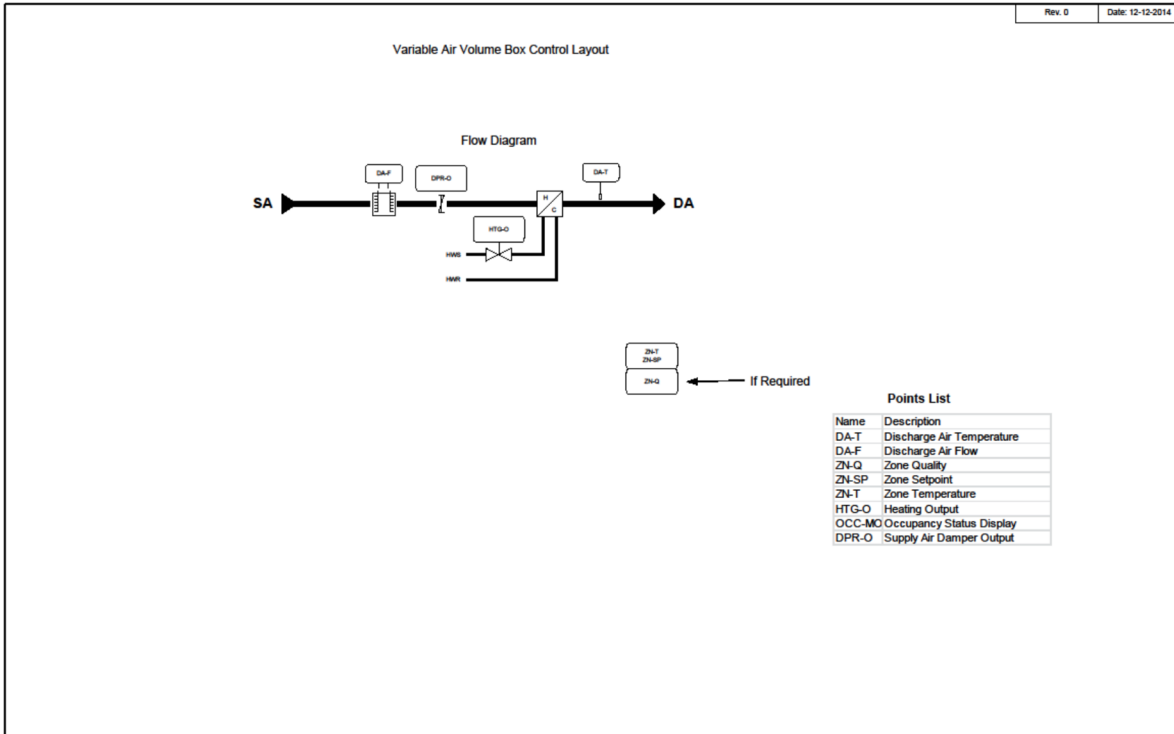 Rev. 0 Date: 12-12-2014
Variable Air Volume Box Control Layout
Flow Diagram
DA-F
DPR-O
DA-T
SA
H
C
DA
HTG-O
HWS
HWR
ZN-T
ZN-SP
ZN-Q
If Required
Points List
Name Description
DA-T Discharge Air Temperature
DA-F Discharge Air Flow
ZN-Q Zone Quality
ZN-SP Zone Setpoint
ZN-T Zone Temperature
HTG-O Heating Output
OCC-MO Occupancy Status Display
DPR-O Supply Air Damper Output